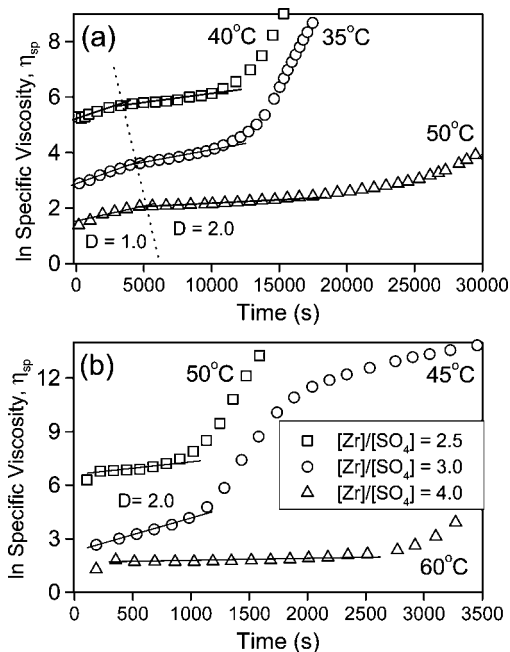 (a)
40°C
35°C
50°C
D = 1.0
D = 2.0
ln Specific Viscosity, ηsp
8
6
4
2
0
0 5000 10000 15000 20000 25000 30000
Time (s)
(b)
50°C
45°C
[Zr]/[SO4] = 2.5
[Zr]/[SO4] = 3.0
[Zr]/[SO4] = 4.0
D= 2.0
60°C
ln Specific Viscosity, ηsp
12
9
6
3
0
0 500 1000 1500 2000 2500 3000 3500
Time (s)